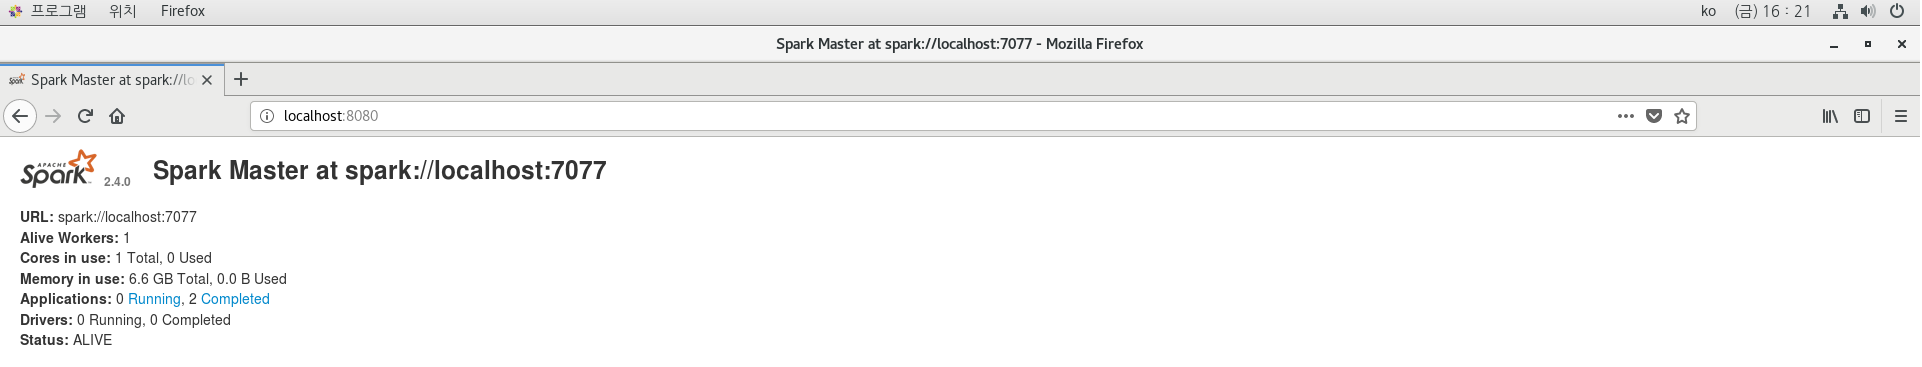 프로그램 위치 Firefox ko (금) 16 : 21
Spark Master at spark://localhost:7077 - Mozilla Firefox
Spark Master at spark://lo
localhost:8080
APACHE Spark 2.4.0 Spark Master at spark://localhost:7077
URL: spark://localhost:7077
Alive Workers: 1
Cores in use: 1 Total, 0 Used
Memory in use: 6.6 GB Total, 0.0 B Used
Applications: 0 Running, 2 Completed
Drivers: 0 Running, 0 Completed
Status: ALIVE